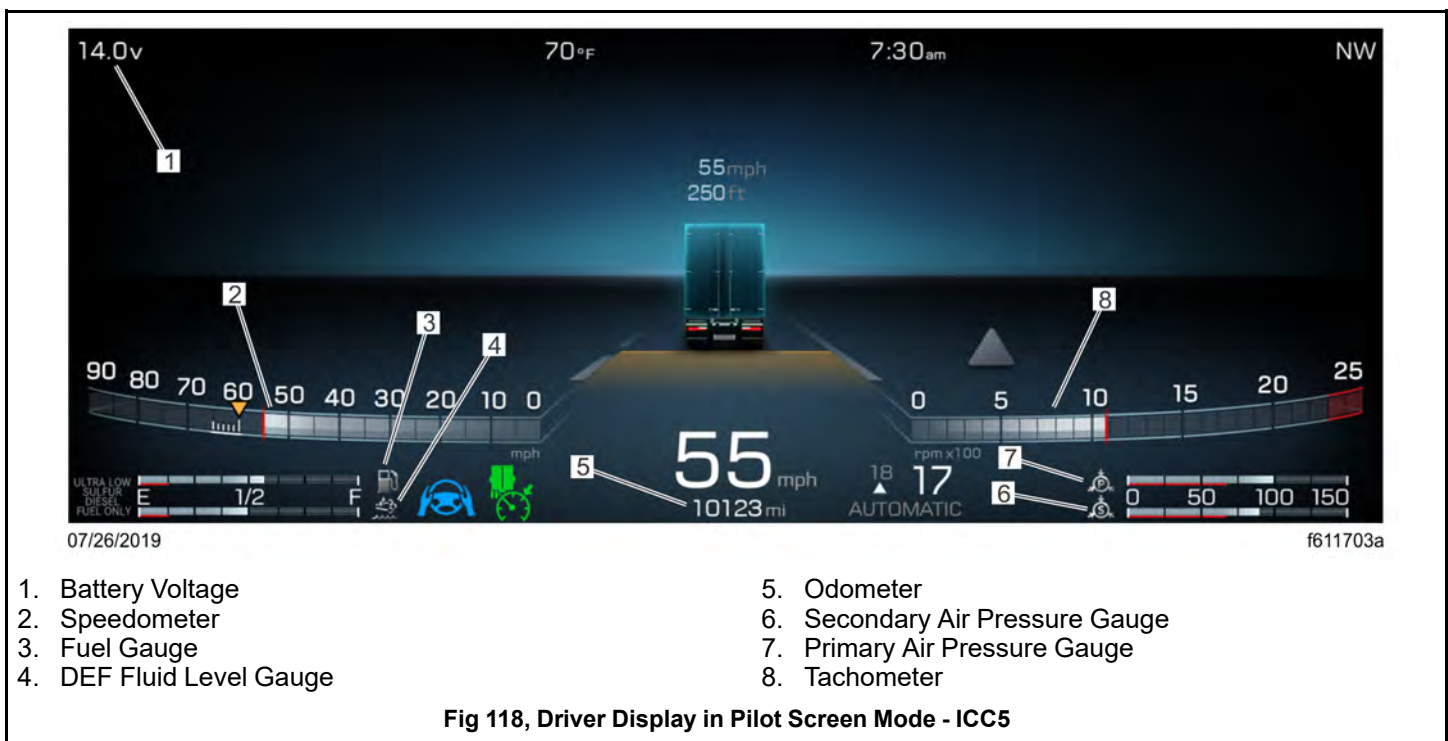 14.0v 70°F 7:30am NW
1
55mph
250ft
2
3
4
8
90 80 70 60 50 40 30 20 10 0
mph
0 5 10 15 20 25
rpm x100
55 mph
5
10123 mi
18 17
AUTOMATIC
7
6
ULTRA LOW
SULFUR
DIESEL
FUEL ONLY
E 1/2 F
P
S
0 50 100 150
07/26/2019 f611703a
1. Battery Voltage
2. Speedometer
3. Fuel Gauge
4. DEF Fluid Level Gauge
5. Odometer
6. Secondary Air Pressure Gauge
7. Primary Air Pressure Gauge
8. Tachometer
Fig 118, Driver Display in Pilot Screen Mode - ICC5